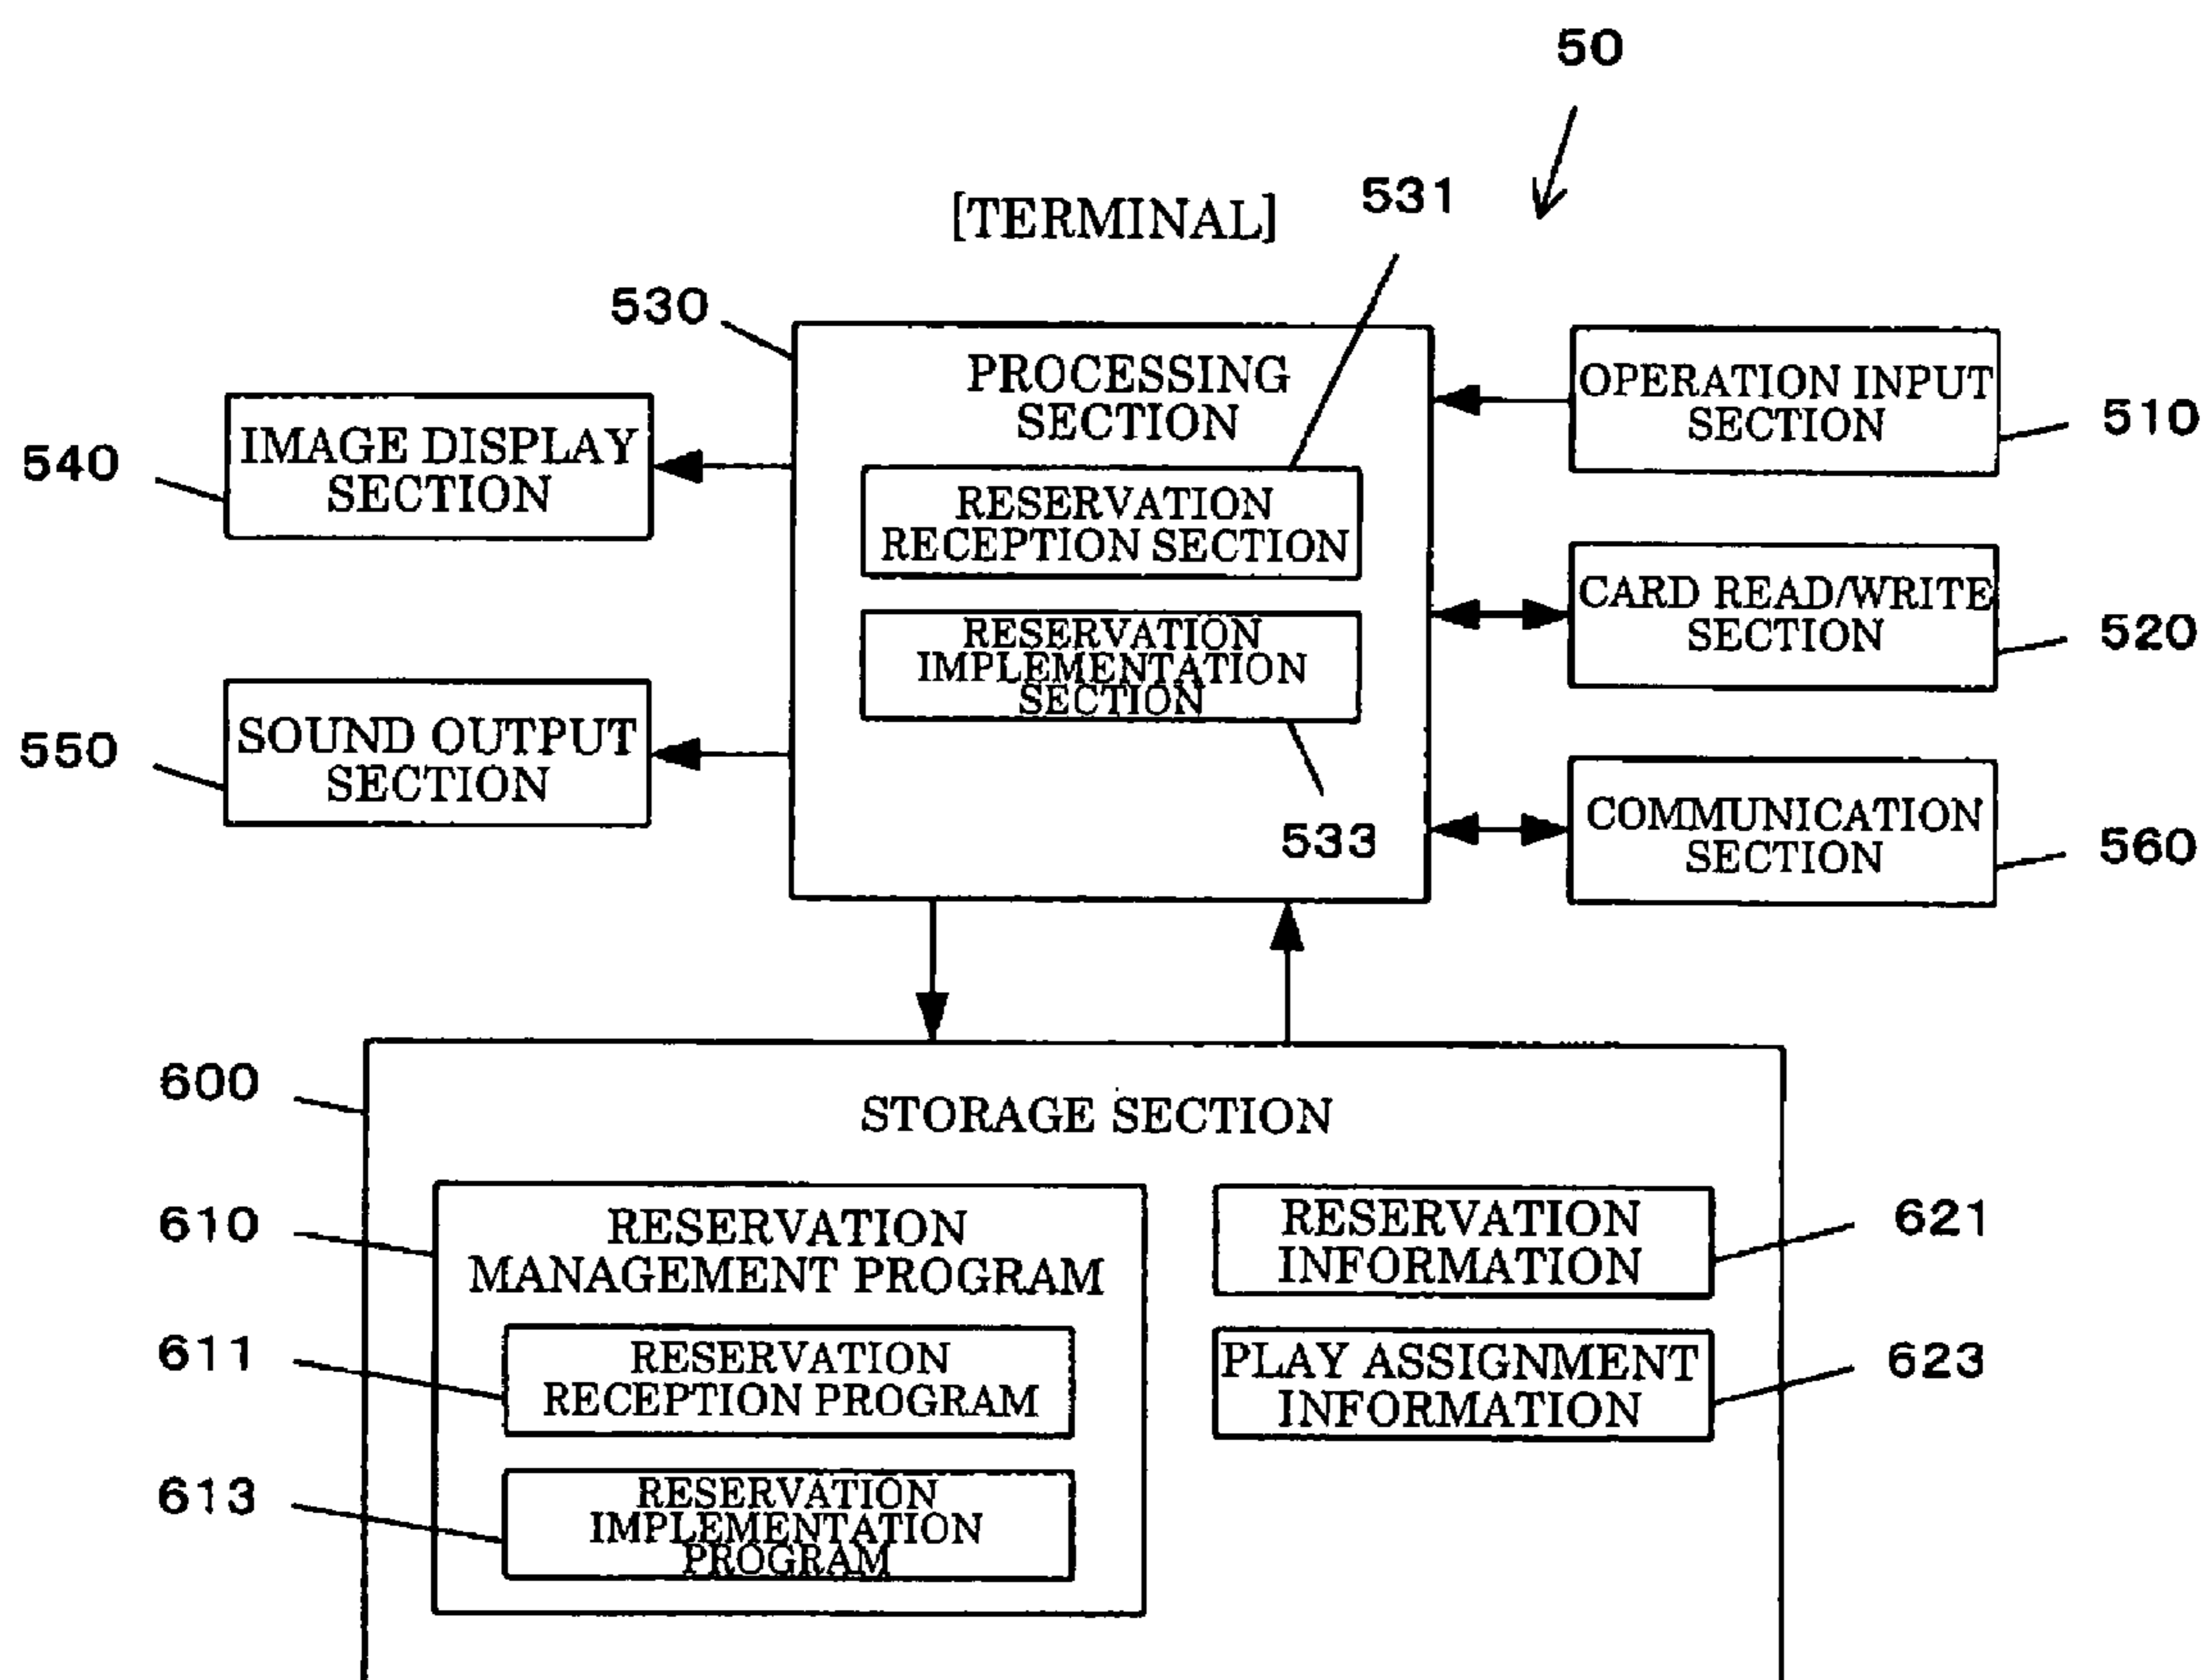 50
[TERMINAL]
531
530
PROCESSING
SECTION
RESERVATION
RECEPTION SECTION
RESERVATION
IMPLEMENTATION
SECTION
533
540
IMAGE DISPLAY
SECTION
550
SOUND OUTPUT
SECTION
OPERATION INPUT
SECTION
510
CARD READ/WRITE
SECTION
520
COMMUNICATION
SECTION
560
600
STORAGE SECTION
610
RESERVATION
MANAGEMENT PROGRAM
611
RESERVATION
RECEPTION PROGRAM
613
RESERVATION
IMPLEMENTATION
PROGRAM
RESERVATION
INFORMATION
621
PLAY ASSIGNMENT
INFORMATION
623